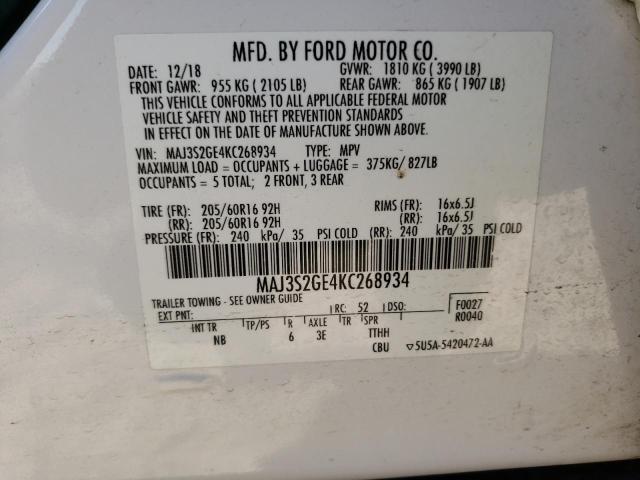 MFD. BY FORD MOTOR CO.
DATE: 12/18 GVWR: 1810 KG ( 3990 LB)
FRONT GAWR: 955 KG ( 2105 LB) REAR GAWR: 865 KG ( 1907 LB)
THIS VEHICLE CONFORMS TO ALL APPLICABLE FEDERAL MOTOR
VEHICLE SAFETY AND THEFT PREVENTION STANDARDS
IN EFFECT ON THE DATE OF MANUFACTURE SHOWN ABOVE.
VIN: MAJ3S2GE4KC268934 TYPE: MPV
MAXIMUM LOAD = OCCUPANTS + LUGGAGE = 375KG/ 827LB
OCCUPANTS = 5 TOTAL; 2 FRONT, 3 REAR
TIRE (FR): 205/60R16 92H RIMS (FR): 16x6.5J
(RR): 205/60R16 92H (RR): 16x6.5J
PRESSURE (FR): 240 kPa/ 35 PSI COLD (RR): 240 kPa/ 35 PSI COLD
MAJ3S2GE4KC268934
TRAILER TOWING - SEE OWNER GUIDE
EXT PNT: RC: 52 DSO: F0027
R0040
INT TR TP/PS R AXLE TR SPR
NB 6 3E TTHH
CBU ▽5U5A-5420472-AA